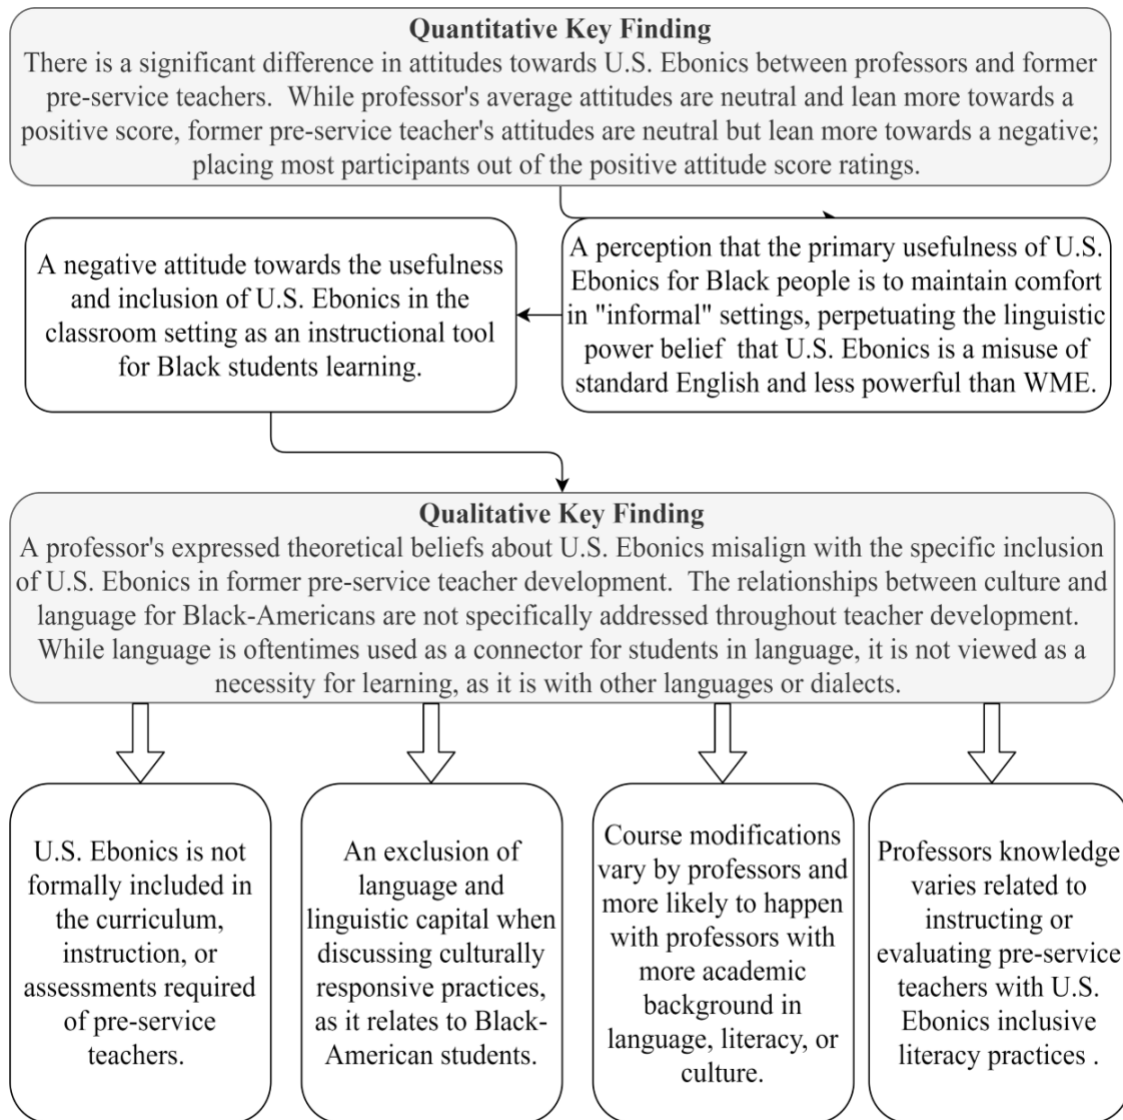 Quantitative Key Finding
There is a significant difference in attitudes towards U.S. Ebonics between professors and former
pre-service teachers.  While professor's average attitudes are neutral and lean more towards a
positive score, former pre-service teacher's attitudes are neutral but lean more towards a negative;
placing most participants out of the positive attitude score ratings.
A negative attitude towards the usefulness
and inclusion of U.S. Ebonics in the
classroom setting as an instructional tool
for Black students learning.
A perception that the primary usefulness of U.S.
Ebonics for Black people is to maintain comfort
in "informal" settings, perpetuating the linguistic
power belief  that U.S. Ebonics is a misuse of
standard English and less powerful than WME.
Qualitative Key Finding
A professor's expressed theoretical beliefs about U.S. Ebonics misalign with the specific inclusion
of U.S. Ebonics in former pre-service teacher development.  The relationships between culture and
language for Black-Americans are not specifically addressed throughout teacher development.
While language is oftentimes used as a connector for students in language, it is not viewed as a
necessity for learning, as it is with other languages or dialects.
U.S. Ebonics is not
formally included in
the curriculum,
instruction, or
assessments required
of pre-service
teachers.
An exclusion of
language and
linguistic capital when
discussing culturally
responsive practices,
as it relates to Black-
American students.
Course modifications
vary by professors and
more likely to happen
with professors with
more academic
background in
language, literacy, or
culture.
Professors knowledge
varies related to
instructing or
evaluating pre-service
teachers with U.S.
Ebonics inclusive
literacy practices .